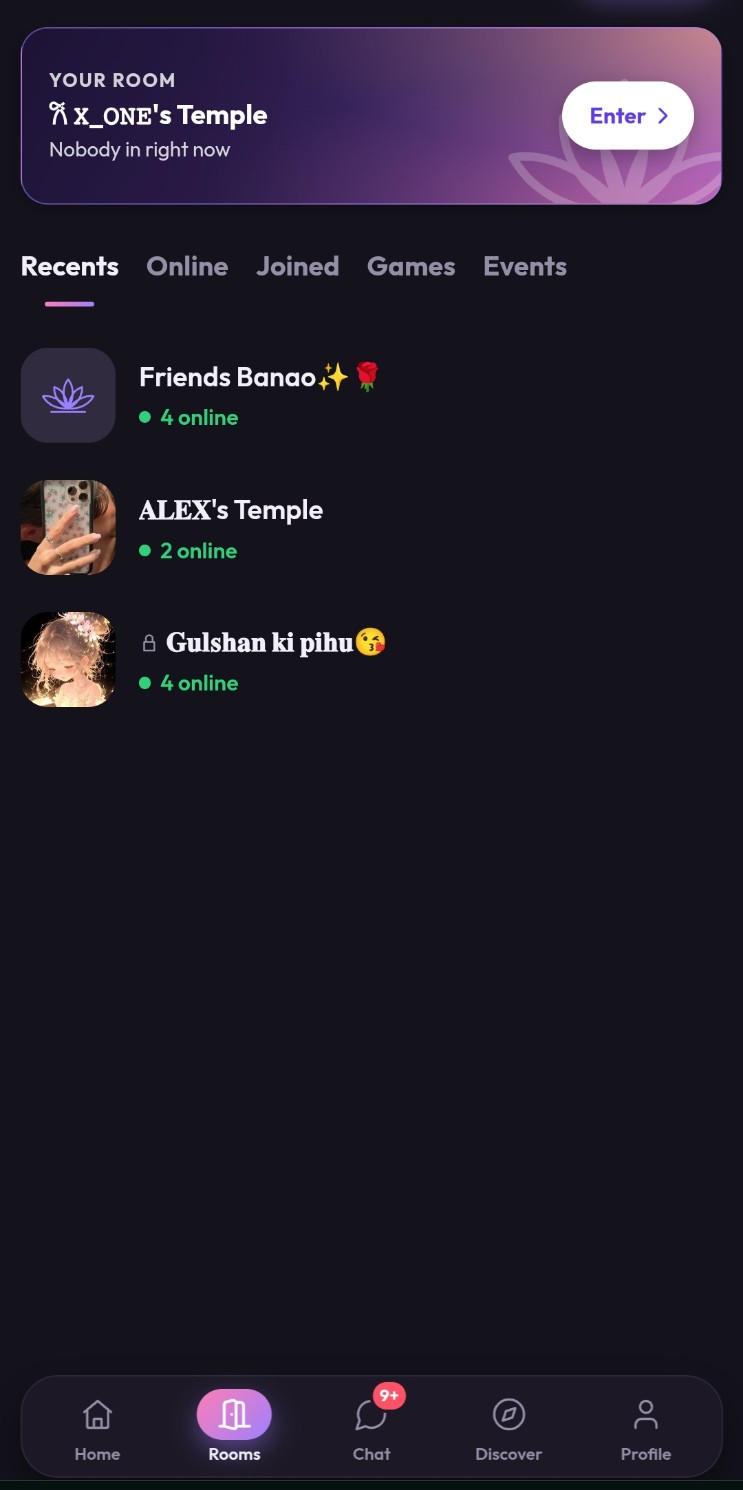 YOUR ROOM
𐂂 X_ONE's Temple
Nobody in right now
Enter
Recents Online Joined Games Events
Friends Banao✨🌹
4 online
𝐀𝐋𝐄𝐗's Temple
2 online
𝐆𝐮𝐥𝐬𝐡𝐚𝐧 𝐤𝐢 𝐩𝐢𝐡𝐮😘
4 online
9+
Home Rooms Chat Discover Profile